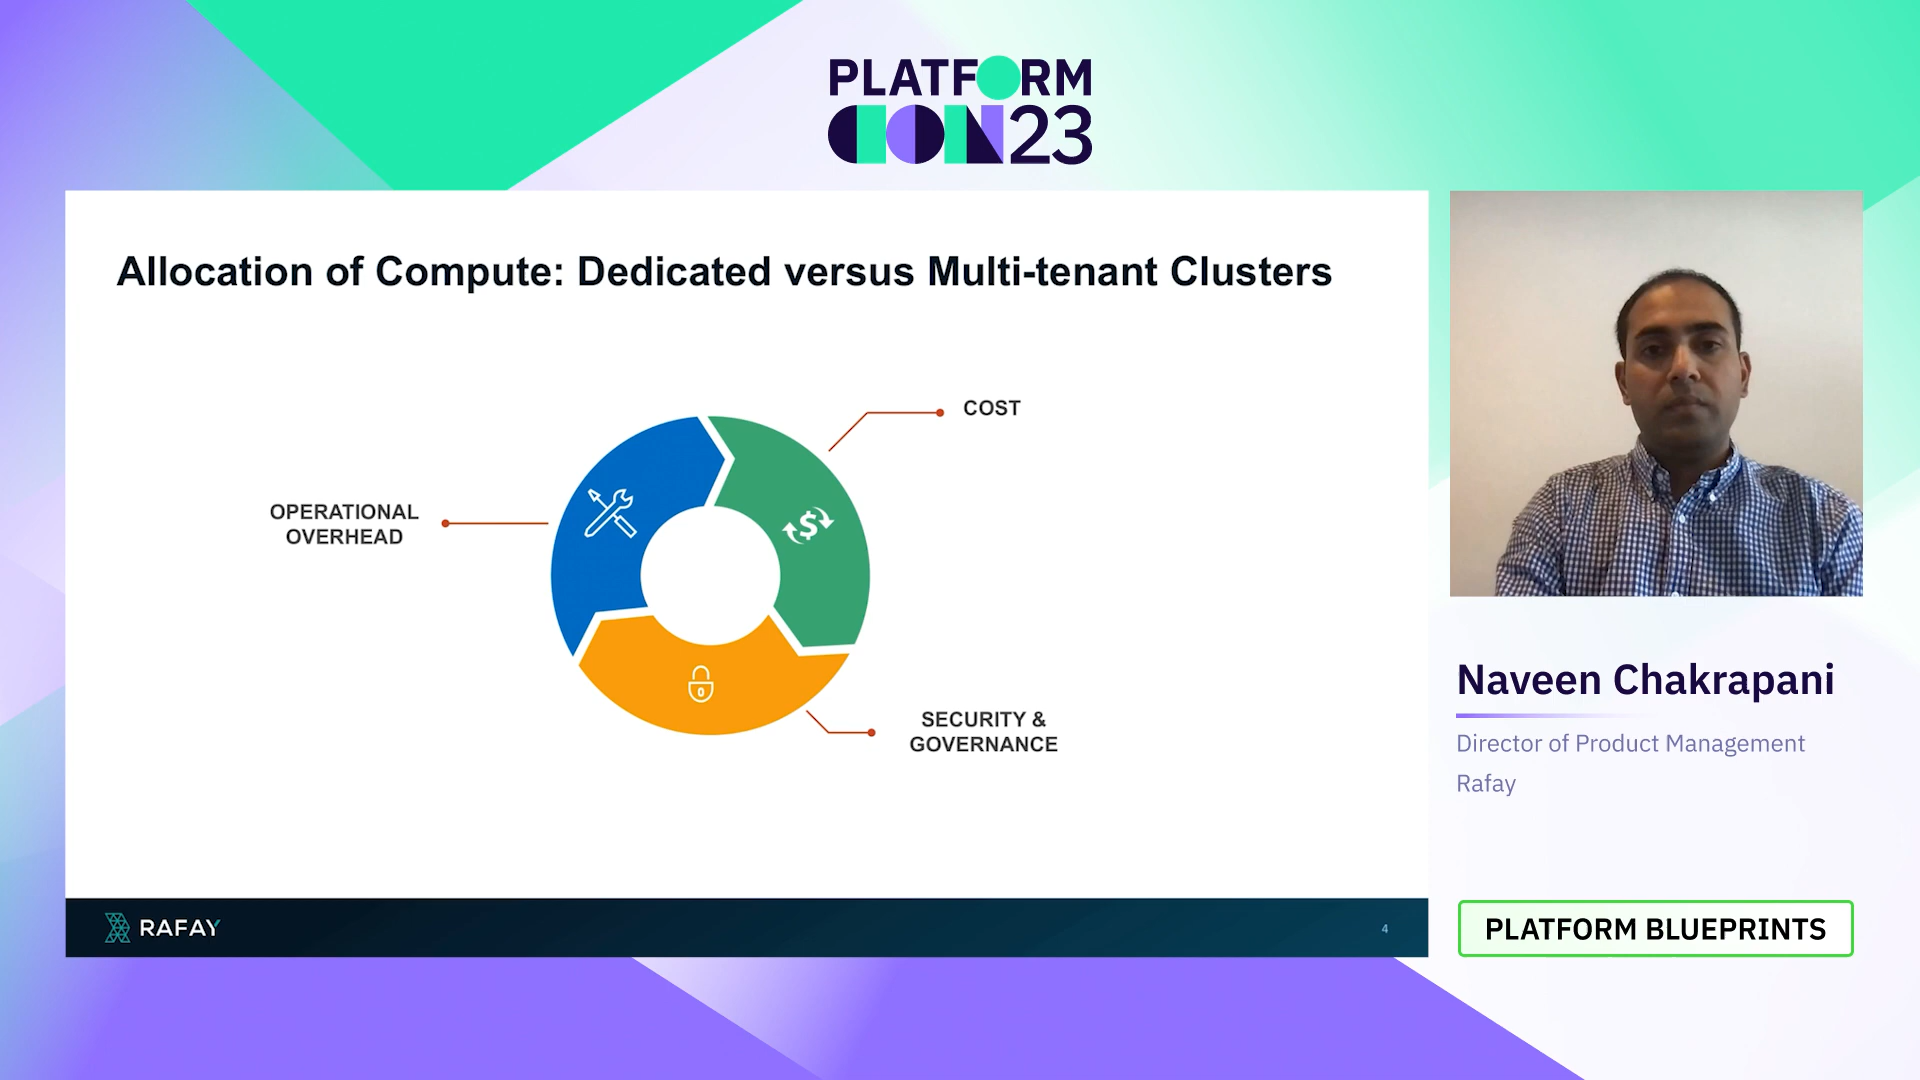 PLATFORM
CON23
Allocation of Compute: Dedicated versus Multi-tenant Clusters
COST
OPERATIONAL
OVERHEAD
$
SECURITY &
GOVERNANCE
RAFAY
4
Naveen Chakrapani
Director of Product Management
Rafay
PLATFORM BLUEPRINTS